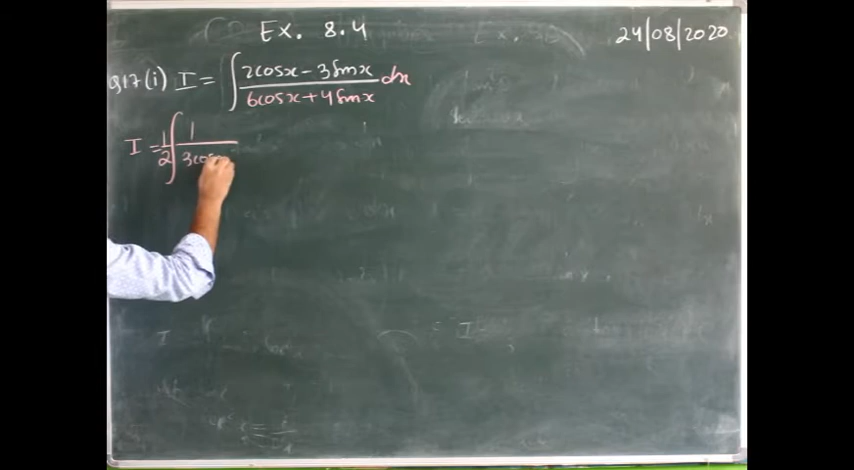 Ex. 8.4
24/08/2020
Q17(i) I = ∫ (2cosx - 3sinx)/(6cosx + 4sinx) dx
I = 1/2 ∫ 1/3cos